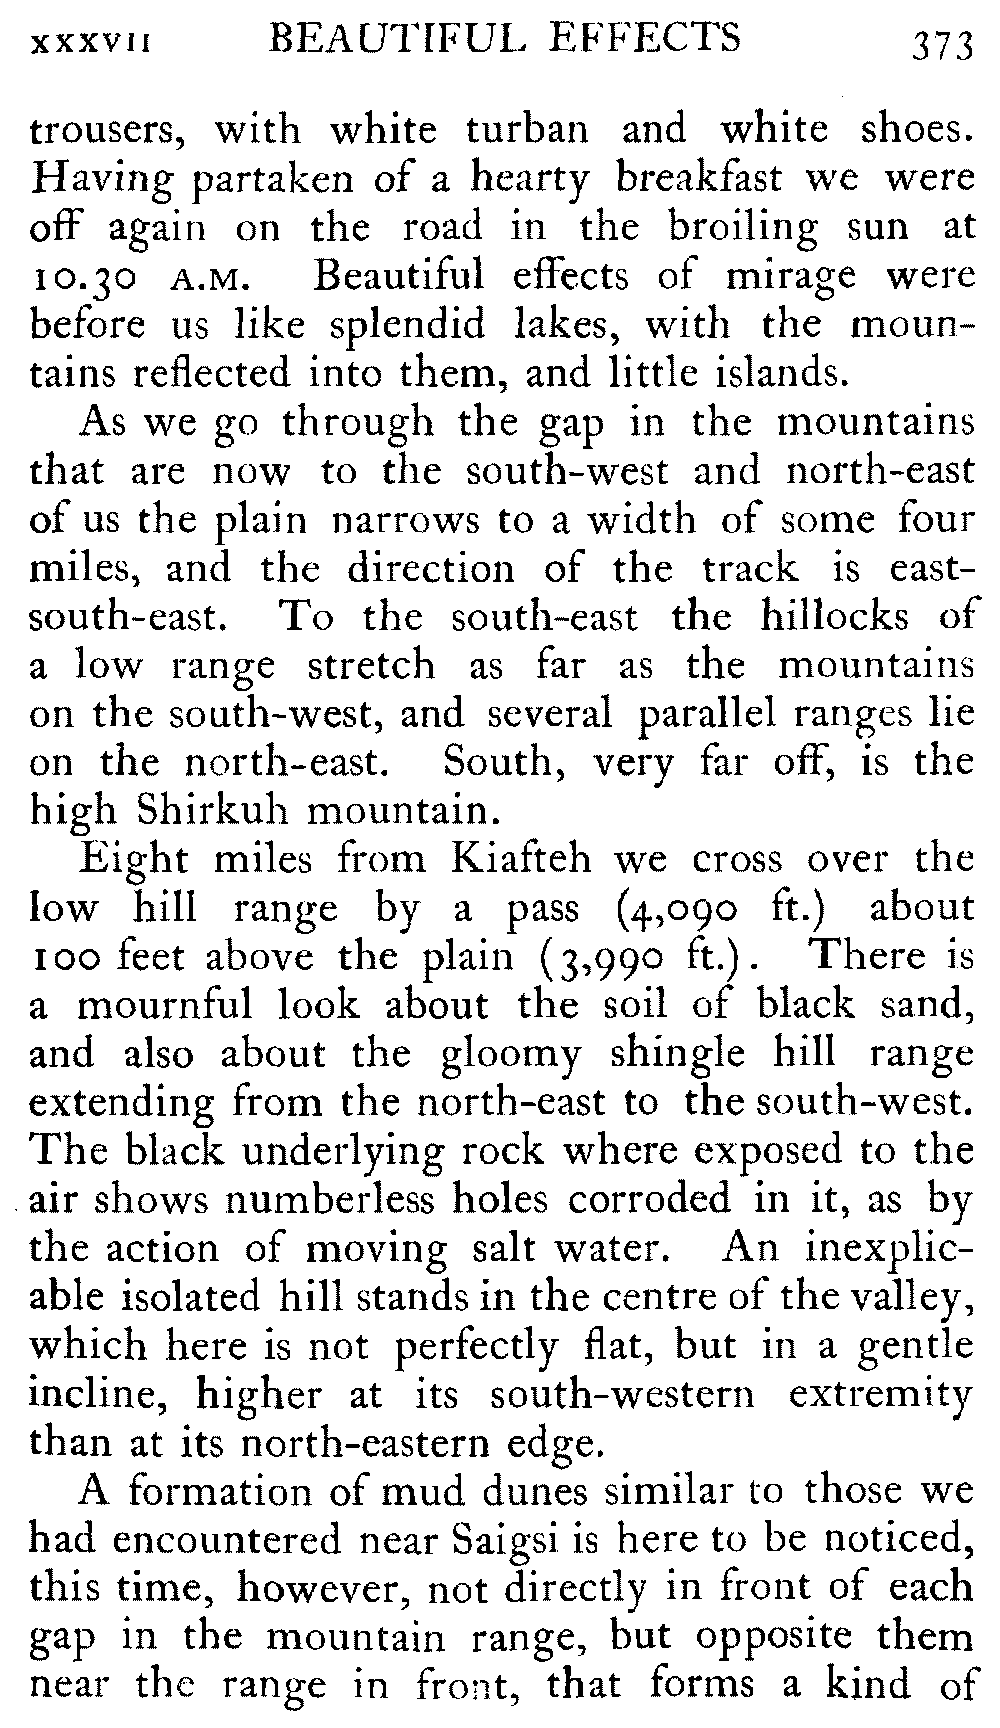 xxxvii BEAUTIFUL EFFECTS 373
trousers, with white turban and white shoes.
Having partaken of a hearty breakfast we were
off again on the road in the broiling sun at
10.30 A.M. Beautiful effects of mirage were
before us like splendid lakes, with the moun-
tains reflected into them, and little islands.
As we go through the gap in the mountains
that are now to the south-west and north-east
of us the plain narrows to a width of some four
miles, and the direction of the track is east-
south-east. To the south-east the hillocks of
a low range stretch as far as the mountains
on the south-west, and several parallel ranges lie
on the north-east. South, very far off, is the
high Shirkuh mountain.
Eight miles from Kiafteh we cross over the
low hill range by a pass (4,090 ft.) about
100 feet above the plain (3,990 ft.). There is
a mournful look about the soil of black sand,
and also about the gloomy shingle hill range
extending from the north-east to the south-west.
The black underlying rock where exposed to the
air shows numberless holes corroded in it, as by
the action of moving salt water. An inexplic-
able isolated hill stands in the centre of the valley,
which here is not perfectly flat, but in a gentle
incline, higher at its south-western extremity
than at its north-eastern edge.
A formation of mud dunes similar to those we
had encountered near Saigsi is here to be noticed,
this time, however, not directly in front of each
gap in the mountain range, but opposite them
near the range in front, that forms a kind of